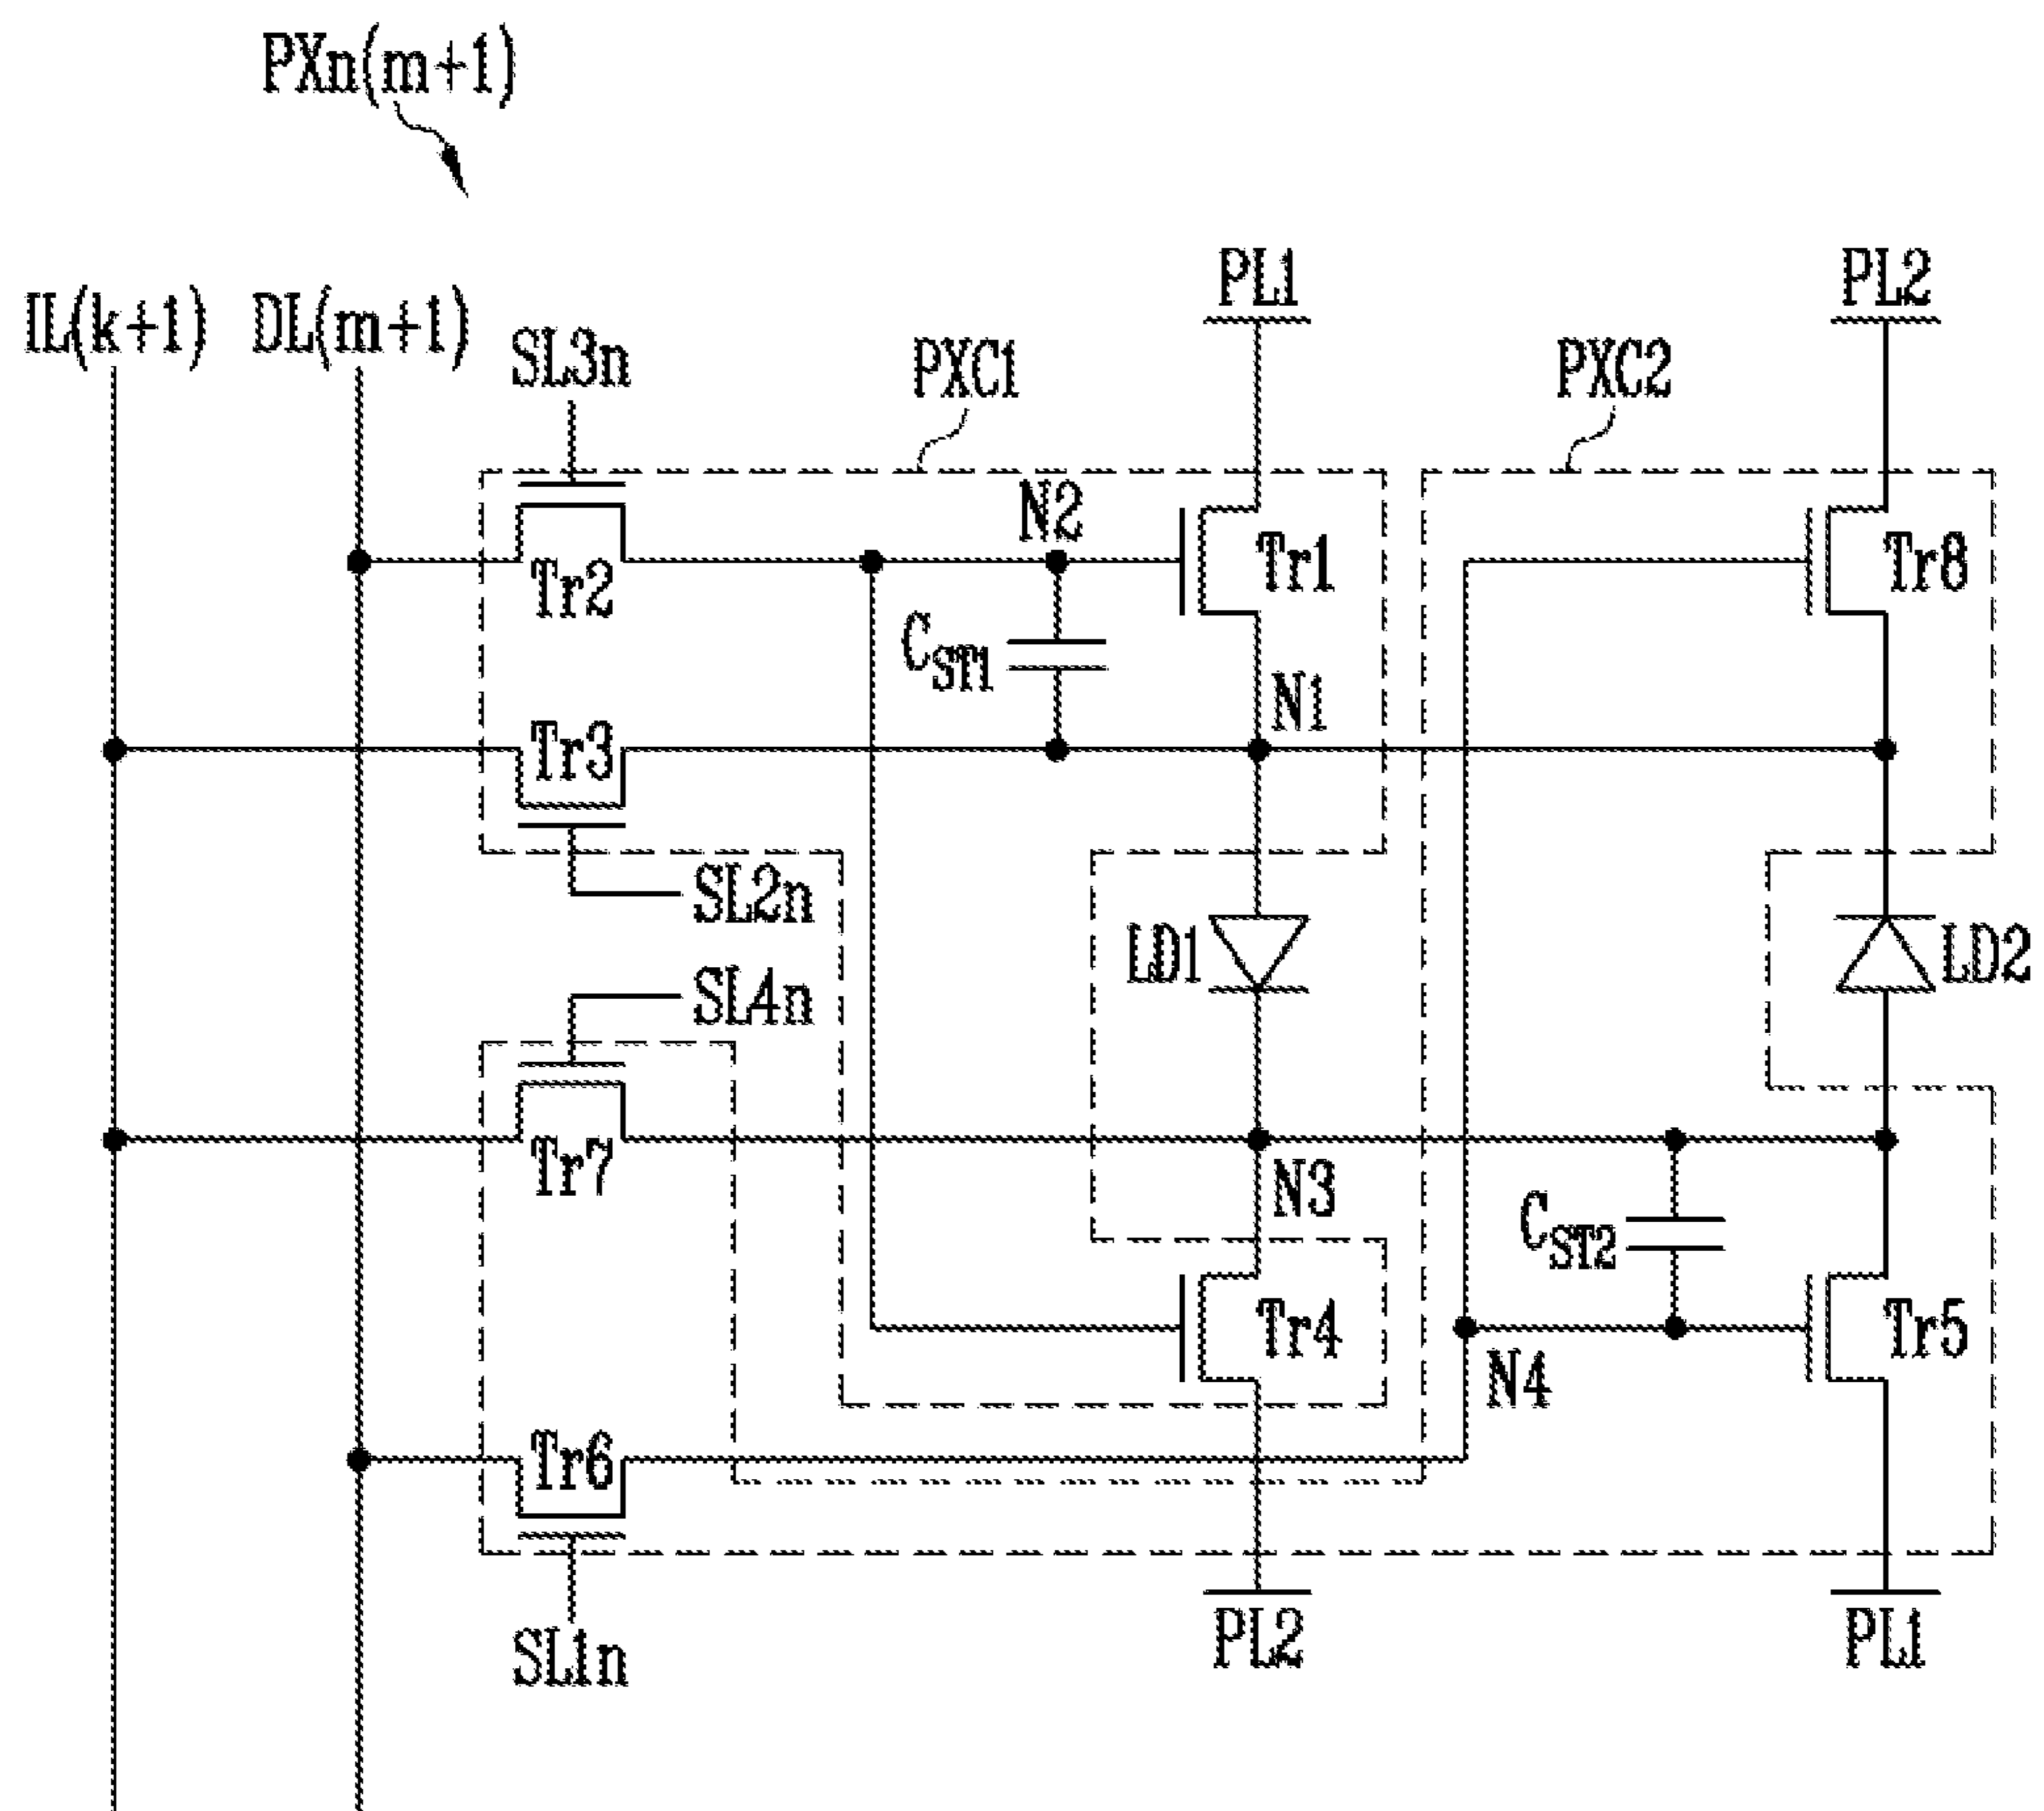 PXn(m+1)
IL(k+1)
DL(m+1)
SL3n
PXC1
PL1
PXC2
PL2
N2
Tr2
Tr1
Tr8
CST1
N1
Tr3
SL2n
LD1
LD2
SL4n
Tr7
N3
CST2
Tr4
Tr5
N4
Tr6
SL1n
PL2
PL1